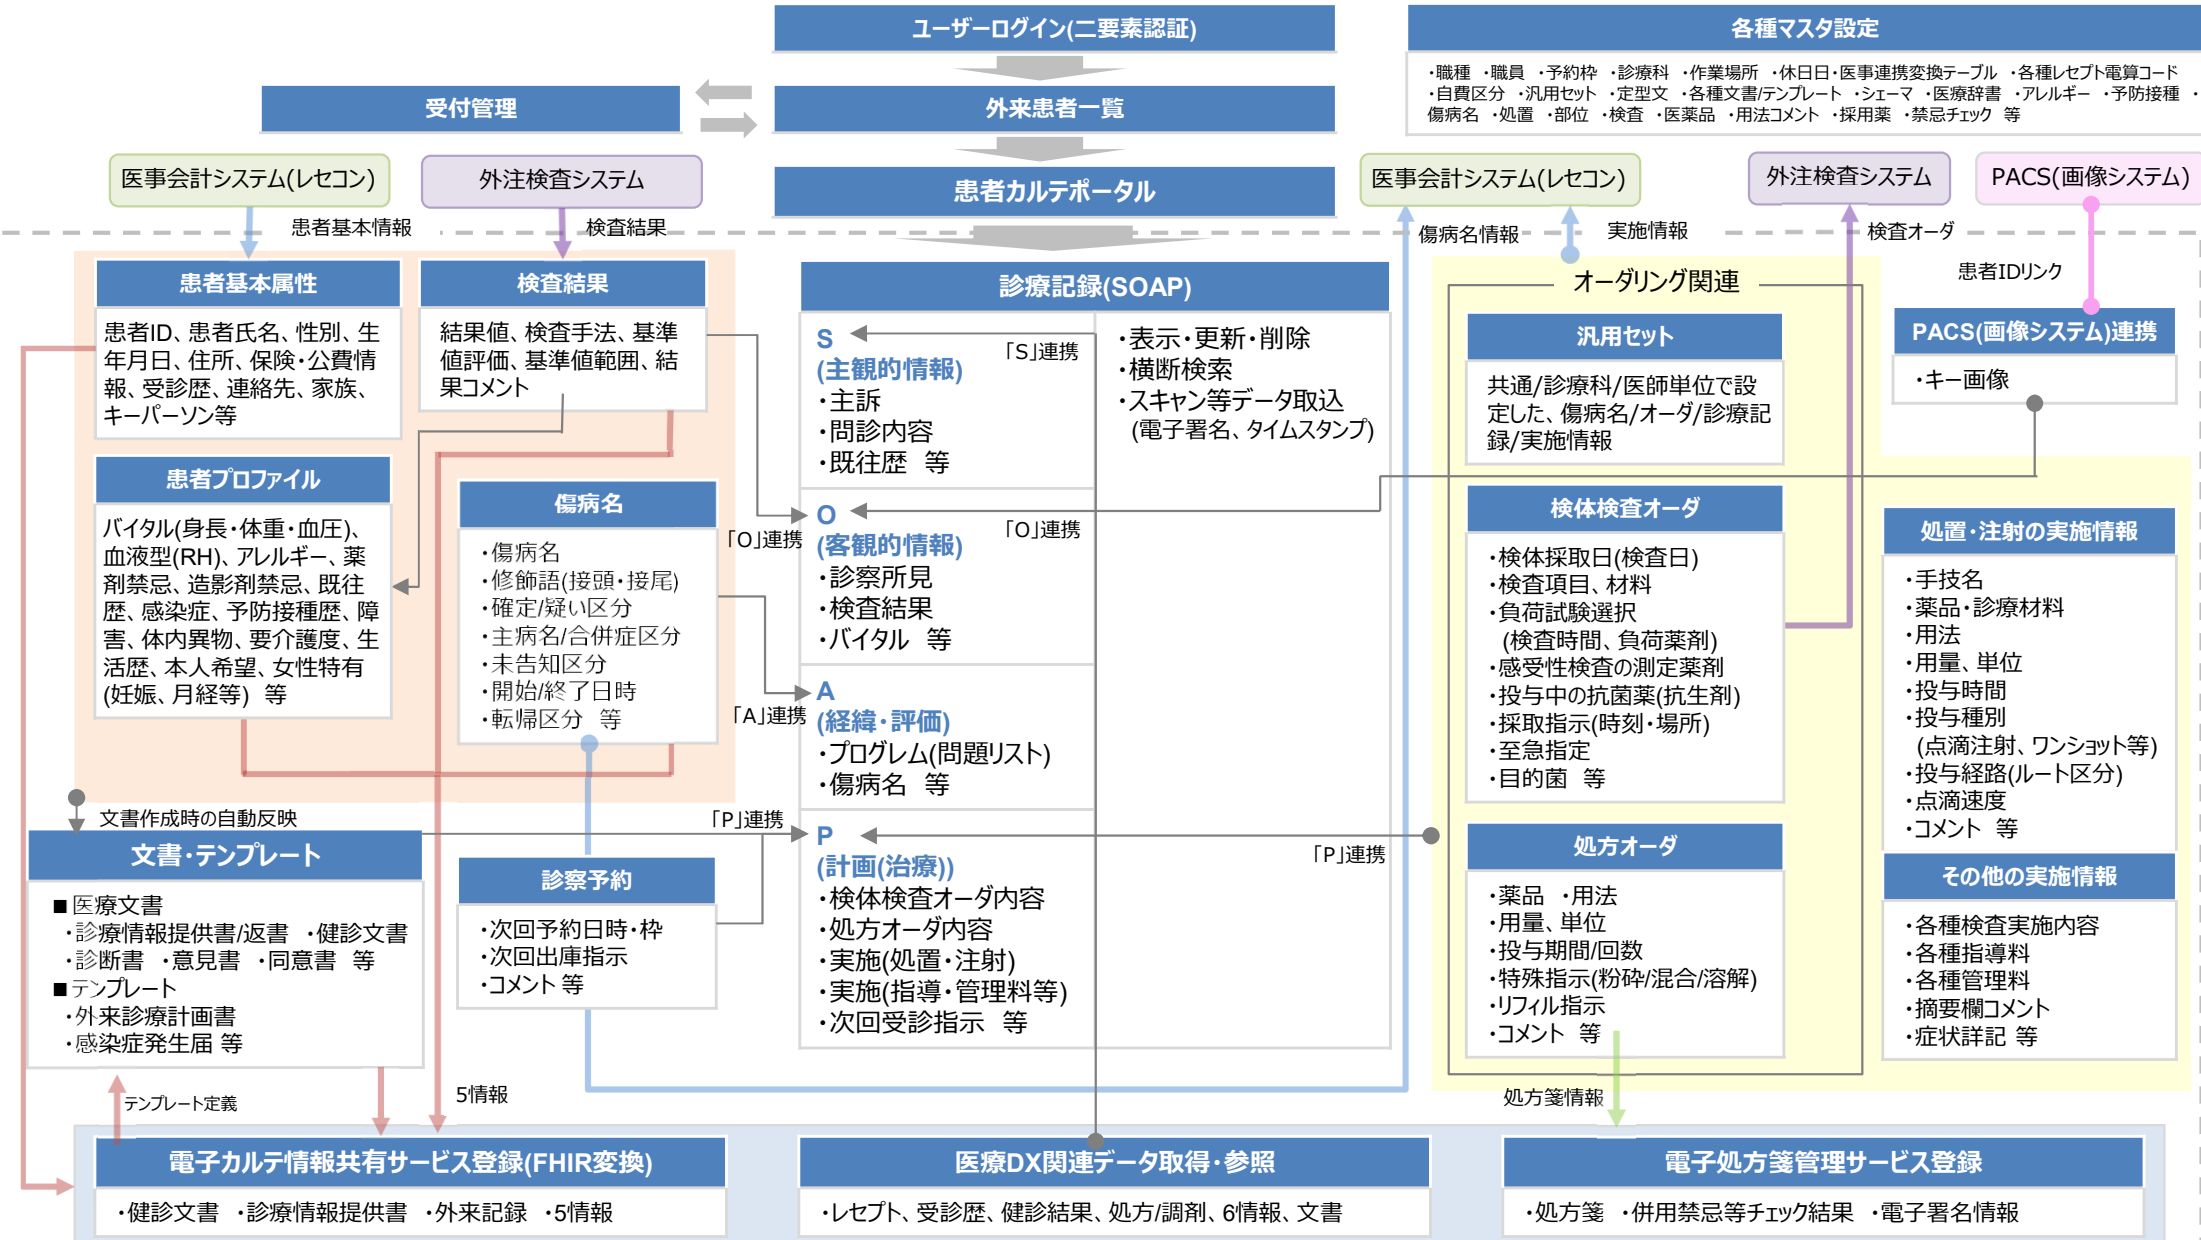 ユーザーログイン(二要素認証)
各種マスタ設定
・職種 ・職員 ・予約枠 ・診療科 ・作業場所 ・休日日・医事連携変換テーブル ・各種レセプト電算コード
・自費区分 ・汎用セット ・定型文 ・各種文書/テンプレート ・シェーマ ・医療辞書 ・アレルギー ・予防接種 ・
傷病名 ・処置 ・部位 ・検査 ・医薬品 ・用法コメント ・採用薬 ・禁忌チェック 等
受付管理
外来患者一覧
患者カルテポータル
医事会計システム(レセコン)
外注検査システム
患者基本情報
検査結果
医事会計システム(レセコン)
外注検査システム
PACS(画像システム)
傷病名情報
実施情報
検査オーダ
患者IDリンク
患者基本属性
患者ID、患者氏名、性別、生
年月日、住所、保険・公費情
報、受診歴、連絡先、家族、
キーパーソン等
検査結果
結果値、検査手法、基準
値評価、基準値範囲、結
果コメント
患者プロファイル
バイタル(身長・体重・血圧)、
血液型(RH)、アレルギー、薬
剤禁忌、造影剤禁忌、既往
歴、感染症、予防接種歴、障
害、体内異物、要介護度、生
活歴、本人希望、女性特有
(妊娠、月経等) 等
傷病名
・傷病名
・修飾語(接頭・接尾)
・確定/疑い区分
・主病名/合併症区分
・未告知区分
・開始/終了日時
・転帰区分 等
診療記録(SOAP)
S
「S」連携
(主観的情報)
・主訴
・問診内容
・既往歴 等
・表示・更新・削除
・横断検索
・スキャン等データ取込
(電子署名、タイムスタンプ)
O
「O」連携
「O」連携
(客観的情報)
・診察所見
・検査結果
・バイタル 等
A
「A」連携
(経緯・評価)
・プログレム(問題リスト)
・傷病名 等
「P」連携
P
「P」連携
(計画(治療))
・検体検査オーダ内容
・処方オーダ内容
・実施(処置・注射)
・実施(指導・管理料等)
・次回受診指示 等
オーダリング関連
汎用セット
共通/診療科/医師単位で設
定した、傷病名/オーダ/診療記
録/実施情報
検体検査オーダ
・検体採取日(検査日)
・検査項目、材料
・負荷試験選択
(検査時間、負荷薬剤)
・感受性検査の測定薬剤
・投与中の抗菌薬(抗生剤)
・採取指示(時刻・場所)
・至急指定
・目的菌 等
処方オーダ
・薬品 ・用法
・用量、単位
・投与期間/回数
・特殊指示(粉砕/混合/溶解)
・リフィル指示
・コメント 等
PACS(画像システム)連携
・キー画像
処置・注射の実施情報
・手技名
・薬品・診療材料
・用法
・用量、単位
・投与時間
・投与種別
(点滴注射、ワンショット等)
・投与経路(ルート区分)
・点滴速度
・コメント 等
その他の実施情報
・各種検査実施内容
・各種指導料
・各種管理料
・摘要欄コメント
・症状詳記 等
文書作成時の自動反映
文書・テンプレート
■医療文書
・診療情報提供書/返書 ・健診文書
・診断書 ・意見書 ・同意書 等
■テンプレート
・外来診療計画書
・感染症発生届 等
診察予約
・次回予約日時・枠
・次回出庫指示
・コメント 等
テンプレート定義
5情報
処方箋情報
電子カルテ情報共有サービス登録(FHIR変換)
・健診文書 ・診療情報提供書 ・外来記録 ・5情報
医療DX関連データ取得・参照
・レセプト、受診歴、健診結果、処方/調剤、6情報、文書
電子処方箋管理サービス登録
・処方箋 ・併用禁忌等チェック結果 ・電子署名情報